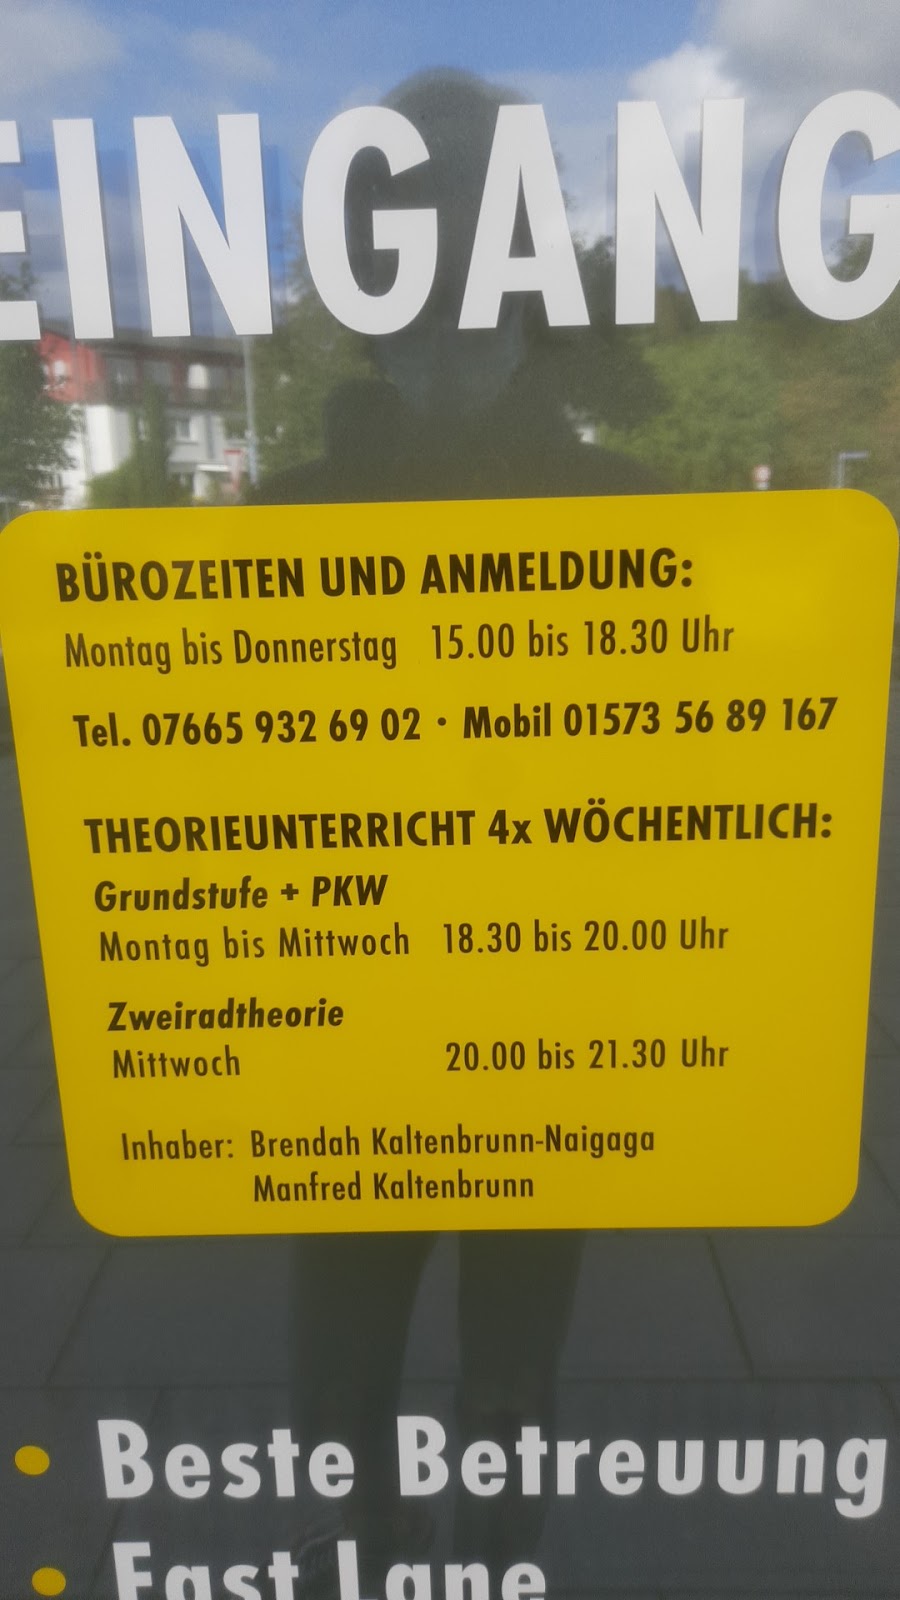 EINGANG
BÜROZEITEN UND ANMELDUNG:
Montag bis Donnerstag 15.00 bis 18.30 Uhr
Tel. 07665 932 69 02 · Mobil 01573 56 89 167
THEORIEUNTERRICHT 4x WÖCHENTLICH:
Grundstufe + PKW
Montag bis Mittwoch 18.30 bis 20.00 Uhr
Zweiradtheorie
Mittwoch 20.00 bis 21.30 Uhr
Inhaber: Brendah Kaltenbrunn-Naigaga
Manfred Kaltenbrunn
• Beste Betreuung
• Fast Lane